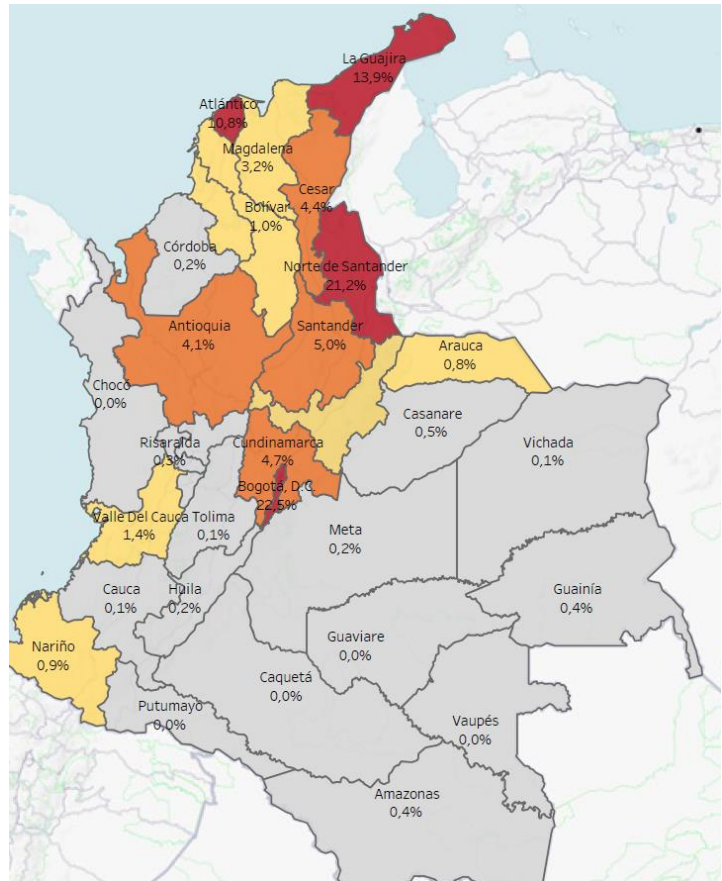 La Guajira
13,9%
Atlántico
10,8%
Magdalena
3,2%
Cesar
4,4%
Bolívar
1,0%
Córdoba
0,2%
Norte de Santander
21,2%
Antioquia
4,1%
Santander
5,0%
Arauca
0,8%
Chocó
0,0%
Casanare
0,5%
Risaralda
0,3%
Cundinamarca
4,7%
Vichada
0,1%
Bogotá, D.C.
22,5%
Valle Del Cauca
1,4%
Tolima
0,1%
Meta
0,2%
Cauca
0,1%
Huila
0,2%
Guainía
0,4%
Nariño
0,9%
Guaviare
0,0%
Caquetá
0,0%
Putumayo
0,0%
Vaupés
0,0%
Amazonas
0,4%